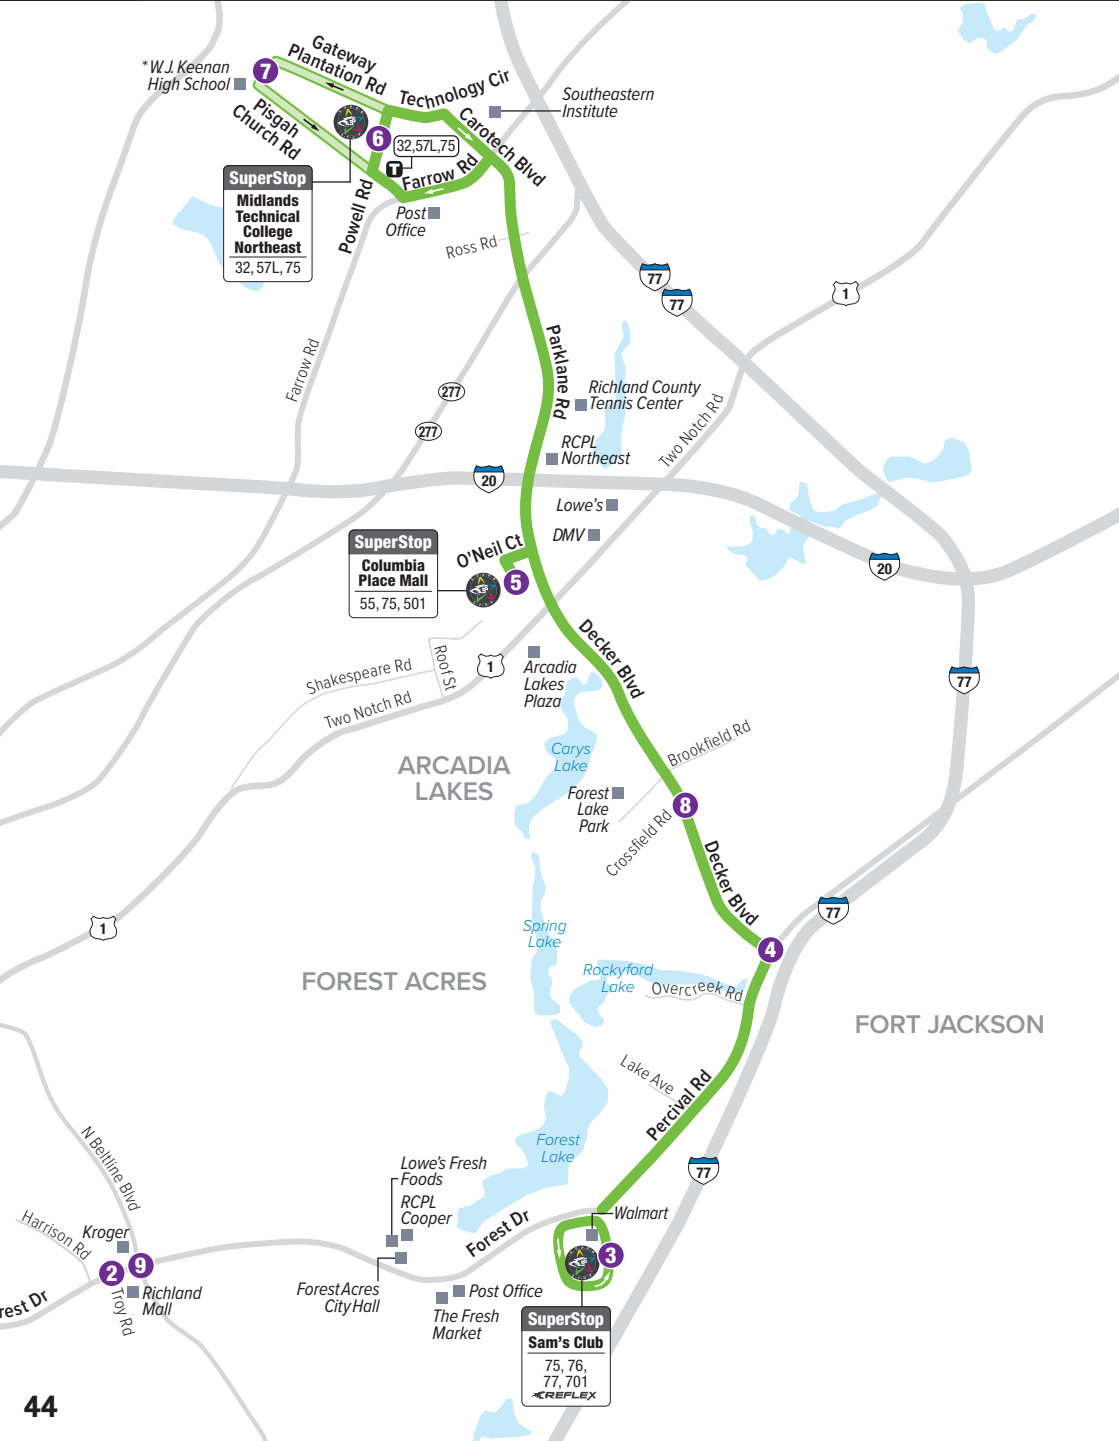 *W.J. Keenan
High School
7
Gateway
Plantation Rd
Technology Cir
Southeastern
Institute
Pisgah
Church Rd
6
32,57L,75
T
Carotech Blvd
Farrow Rd
SuperStop
Midlands
Technical
College
Northeast
32, 57L, 75
Powell Rd
Post
Office
Ross Rd
77
77
1
Farrow Rd
277
277
Parklane Rd
Richland County
Tennis Center
Two Notch Rd
RCPL
Northeast
20
Lowe's
DMV
O'Neil Ct
SuperStop
Columbia
Place Mall
55, 75, 501
5
20
Decker Blvd
Shakespeare Rd
Roof St
1
Two Notch Rd
Arcadia
Lakes
Plaza
77
ARCADIA
LAKES
Carys
Lake
Brookfield Rd
Forest
Lake
Park
8
Crossfield Rd
Decker Blvd
1
77
Spring
Lake
4
FOREST ACRES
Rockyford
Lake
Overcreek Rd
FORT JACKSON
Lake Ave
Percival Rd
N Beltline Blvd
Forest
Lake
77
Lowe's Fresh
Foods
RCPL
Cooper
Harrison Rd
Kroger
Forest Dr
Walmart
3
2
9
Richland
Mall
Troy Rd
rest Dr
Forest Acres
City Hall
Post Office
The Fresh
Market
SuperStop
Sam's Club
75, 76,
77, 701
REFLEX
44